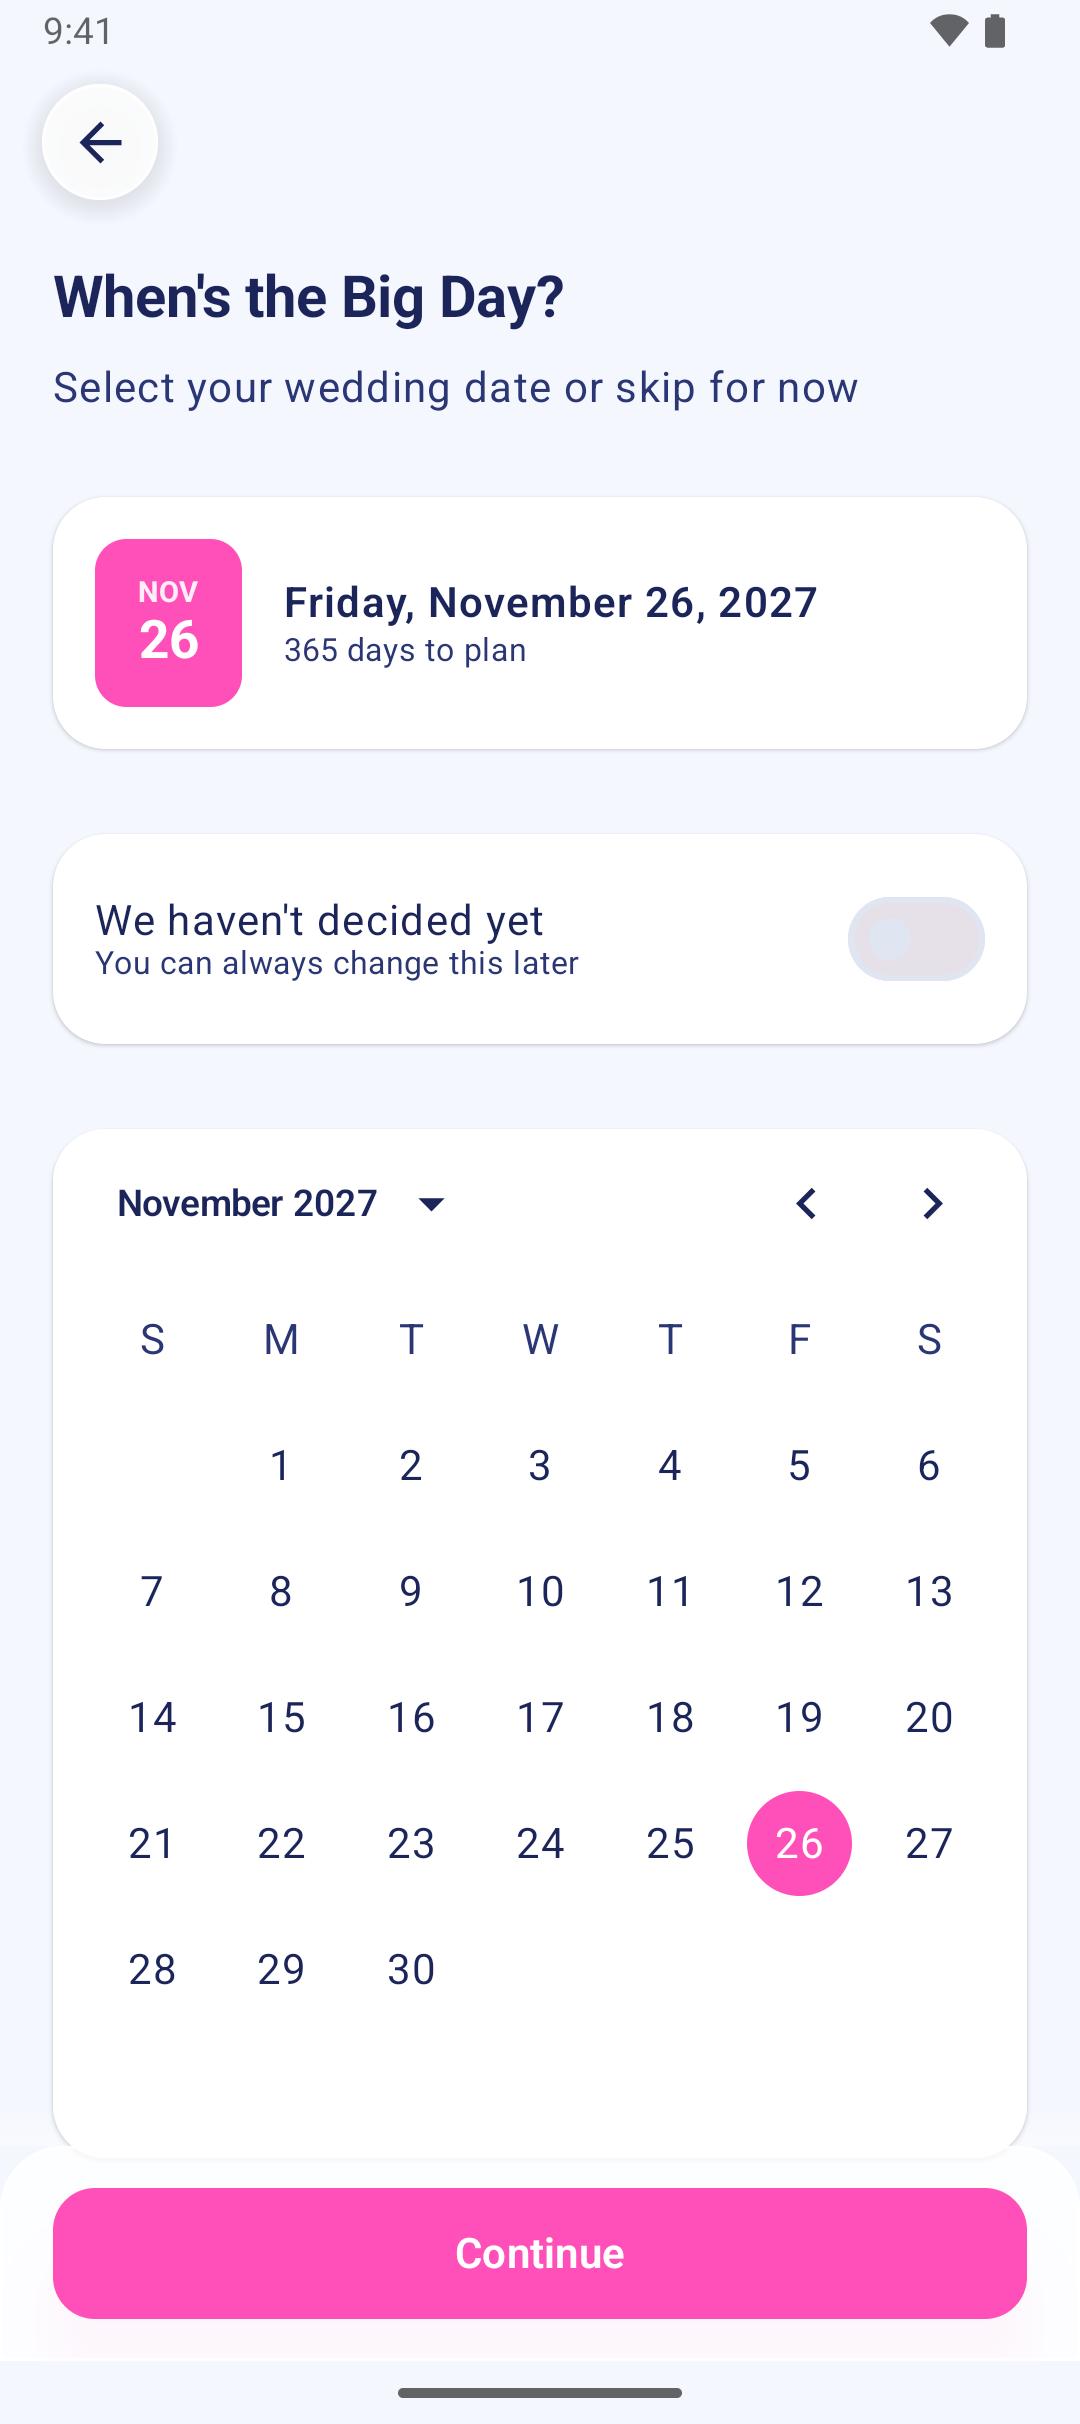 9:41
When's the Big Day?
Select your wedding date or skip for now
NOV
26
Friday, November 26, 2027
365 days to plan
We haven't decided yet
You can always change this later
November 2027
S M T W T F S
1 2 3 4 5 6
7 8 9 10 11 12 13
14 15 16 17 18 19 20
21 22 23 24 25 26 27
28 29 30
Continue